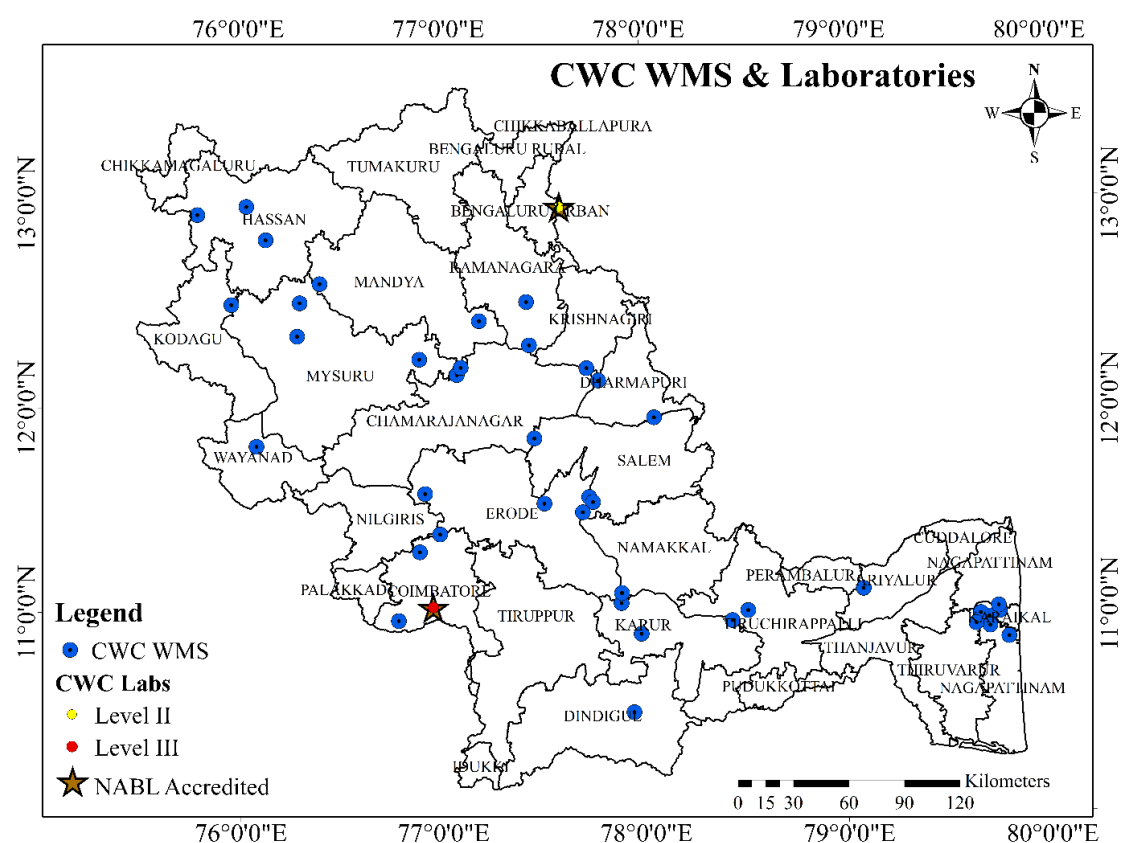 76°0'0"E 77°0'0"E 78°0'0"E 79°0'0"E 80°0'0"E
CWC WMS & Laboratories
N
W E
S
13°0'0"N 13°0'0"N
12°0'0"N 12°0'0"N
11°0'0"N 11°0'0"N
CHIKKABALLAPURA
BENGALURU RURAL
CHIKKAMAGALURU
TUMAKURU
BENGALURU URBAN
HASSAN
RAMANAGARA
MANDYA
KRISHNAGIRI
KODAGU
MYSURU
DHARMAPURI
CHAMARAJANAGAR
WAYANAD
SALEM
NILGIRIS
ERODE
CUDDALORE
NAMAKKAL
NAGAPATTINAM
PERAMBALUR
ARIYALUR
PALAKKAD
COIMBATORE
TIRUPPUR
KARUR
TIRUCHIRAPPALLI
KARAIKAL
THANJAVUR
THIRUVARUR
PUDUKKOTTAI
NAGAPATTINAM
DINDIGUL
IDUKKI
Legend
CWC WMS
CWC Labs
Level II
Level III
NABL Accredited
Kilometers
0 15 30 60 90 120
76°0'0"E 77°0'0"E 78°0'0"E 79°0'0"E 80°0'0"E